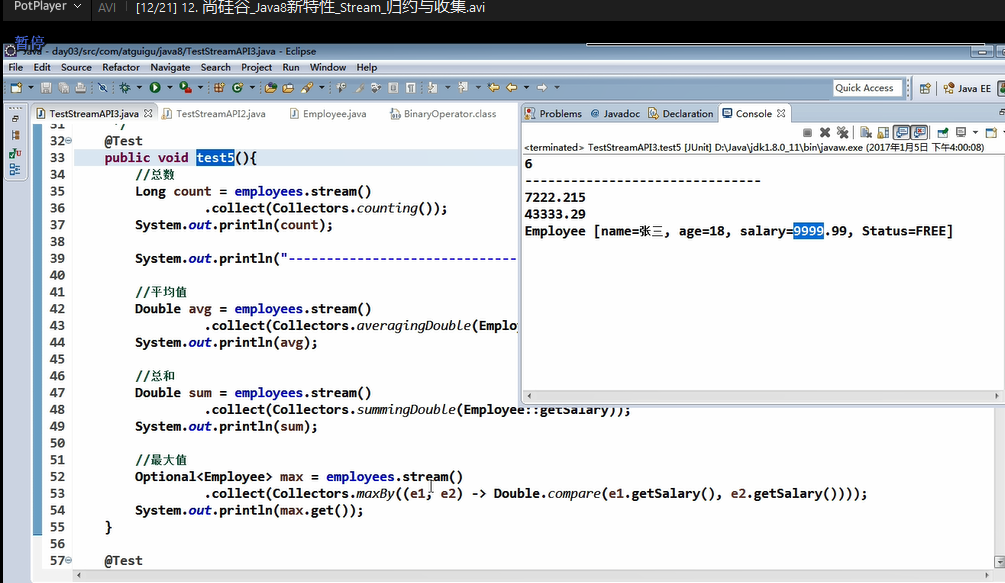 PotPlayer AVI [12/21] 12. 尚硅谷_Java8新特性_Stream_归约与收集.avi
暂停
Java - day03/src/com/atguigu/java8/TestStreamAPI3.java - Eclipse
File Edit Source Refactor Navigate Search Project Run Window Help
Quick Access Java EE
TestStreamAPI3.java TestStreamAPI2.java Employee.java BinaryOperator.class
Problems @ Javadoc Declaration Console
<terminated> TestStreamAPI3.test5 [JUnit] D:\Java\jdk1.8.0_11\bin\javaw.exe (2017年1月5日 下午4:00:08)
6
-------------------------------
7222.215
43333.29
Employee [name=张三, age=18, salary=9999.99, Status=FREE]
31 */
32 @Test
33 public void test5(){
34 //总数
35 Long count = employees.stream()
36 .collect(Collectors.counting());
37 System.out.println(count);
38
39 System.out.println("------------------------------
40
41 //平均值
42 Double avg = employees.stream()
43 .collect(Collectors.averagingDouble(Emplo
44 System.out.println(avg);
45
46 //总和
47 Double sum = employees.stream()
48 .collect(Collectors.summingDouble(Employee::getSalary));
49 System.out.println(sum);
50
51 //最大值
52 Optional<Employee> max = employees.stream()
53 .collect(Collectors.maxBy((e1, e2) -> Double.compare(e1.getSalary(), e2.getSalary())));
54 System.out.println(max.get());
55 }
56
57 @Test